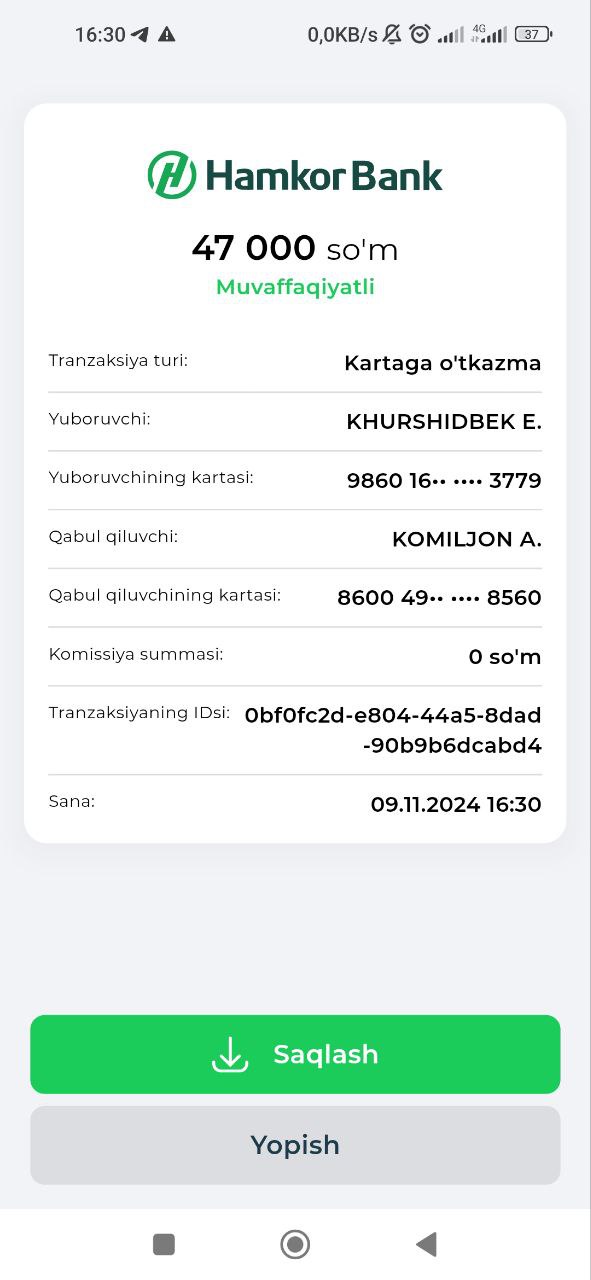 16:30 0,0KB/s 4G 37
HamkorBank
47 000 so'm
Muvaffaqiyatli
Tranzaksiya turi: Kartaga o'tkazma
Yuboruvchi: KHURSHIDBEK E.
Yuboruvchining kartasi: 9860 16•• •••• 3779
Qabul qiluvchi: KOMILJON A.
Qabul qiluvchining kartasi: 8600 49•• •••• 8560
Komissiya summasi: 0 so'm
Tranzaksiyaning IDsi: 0bf0fc2d-e804-44a5-8dad
-90b9b6dcabd4
Sana: 09.11.2024 16:30
Saqlash
Yopish